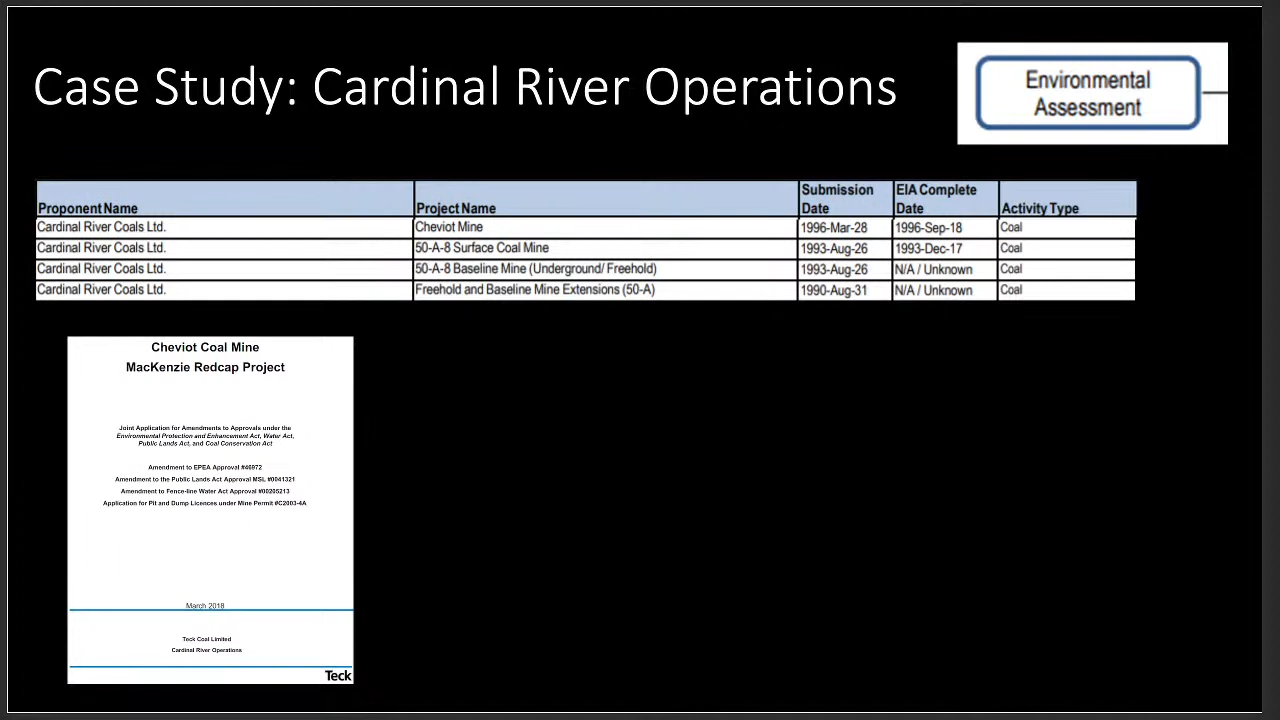 Case Study: Cardinal River Operations
Environmental
Assessment
Proponent Name Project Name Submission Date EIA Complete Date Activity Type
Cardinal River Coals Ltd. Cheviot Mine 1996-Mar-28 1996-Sep-18 Coal
Cardinal River Coals Ltd. 50-A-8 Surface Coal Mine 1993-Aug-26 1993-Dec-17 Coal
Cardinal River Coals Ltd. 50-A-8 Baseline Mine (Underground/ Freehold) 1993-Aug-26 N/A / Unknown Coal
Cardinal River Coals Ltd. Freehold and Baseline Mine Extensions (50-A) 1990-Aug-31 N/A / Unknown Coal
Cheviot Coal Mine
MacKenzie Redcap Project
Joint Application for Amendments to Approvals under the
Environmental Protection and Enhancement Act, Water Act,
Public Lands Act, and Coal Conservation Act
Amendment to EPEA Approval #46972
Amendment to the Public Lands Act Approval MSL #0041321
Amendment to Fence-line Water Act Approval #00205213
Application for Pit and Dump Licences under Mine Permit #C2003-4A
March 2018
Teck Coal Limited
Cardinal River Operations
Teck